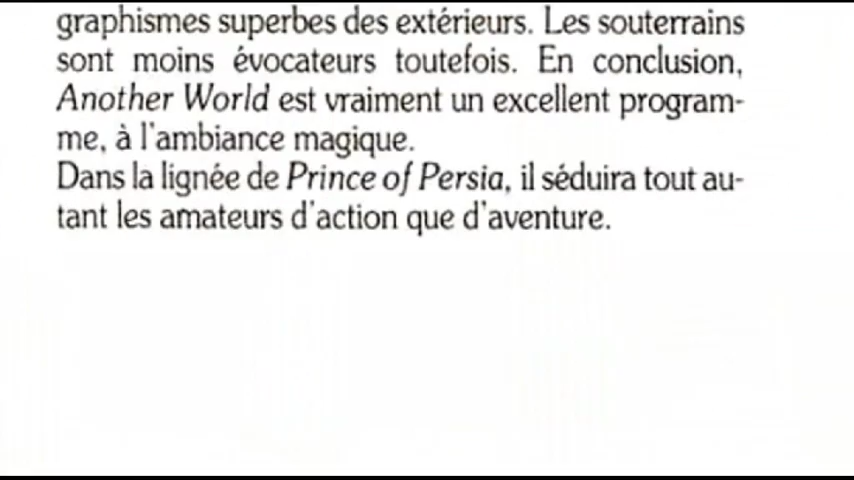 graphismes superbes des extérieurs. Les souterrains
sont moins évocateurs toutefois. En conclusion,
Another World est vraiment un excellent program-
me, à l'ambiance magique.
Dans la lignée de Prince of Persia, il séduira tout au-
tant les amateurs d'action que d'aventure.